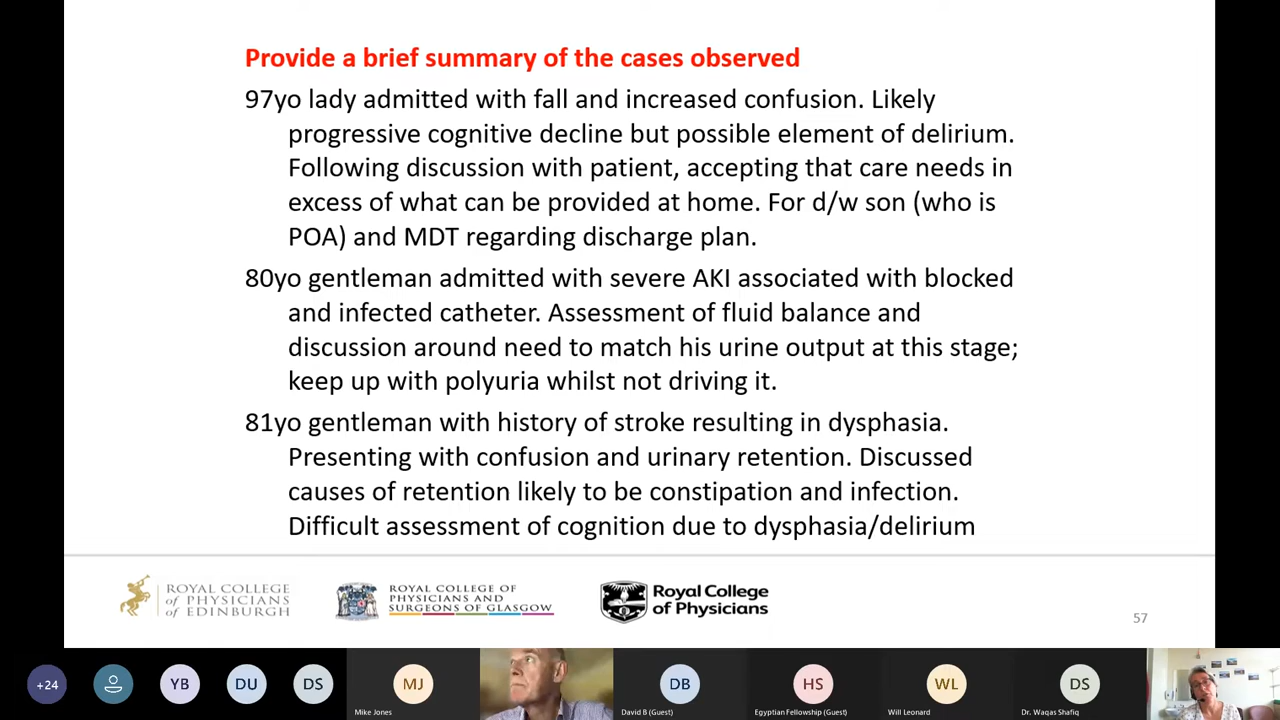 Provide a brief summary of the cases observed
97yo lady admitted with fall and increased confusion. Likely
progressive cognitive decline but possible element of delirium.
Following discussion with patient, accepting that care needs in
excess of what can be provided at home. For d/w son (who is
POA) and MDT regarding discharge plan.
80yo gentleman admitted with severe AKI associated with blocked
and infected catheter. Assessment of fluid balance and
discussion around need to match his urine output at this stage;
keep up with polyuria whilst not driving it.
81yo gentleman with history of stroke resulting in dysphasia.
Presenting with confusion and urinary retention. Discussed
causes of retention likely to be constipation and infection.
Difficult assessment of cognition due to dysphasia/delirium
ROYAL COLLEGE
of PHYSICIANS
of EDINBURGH
ROYAL COLLEGE OF
PHYSICIANS AND
SURGEONS OF GLASGOW
Royal College
of Physicians
57
+24
YB
DU
DS
MJ
Mike Jones
DB
David B (Guest)
HS
Egyptian Fellowship (Guest)
WL
Will Leonard
DS
Dr. Waqas Shafiq